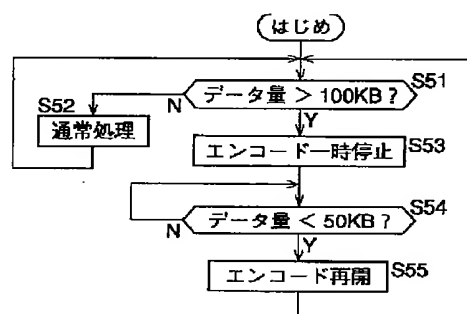 はじめ
S51
データ量 > 100KB?
N
Y
S52
通常処理
S53
エンコード一時停止
S54
データ量 < 50KB?
N
Y
S55
エンコード再開